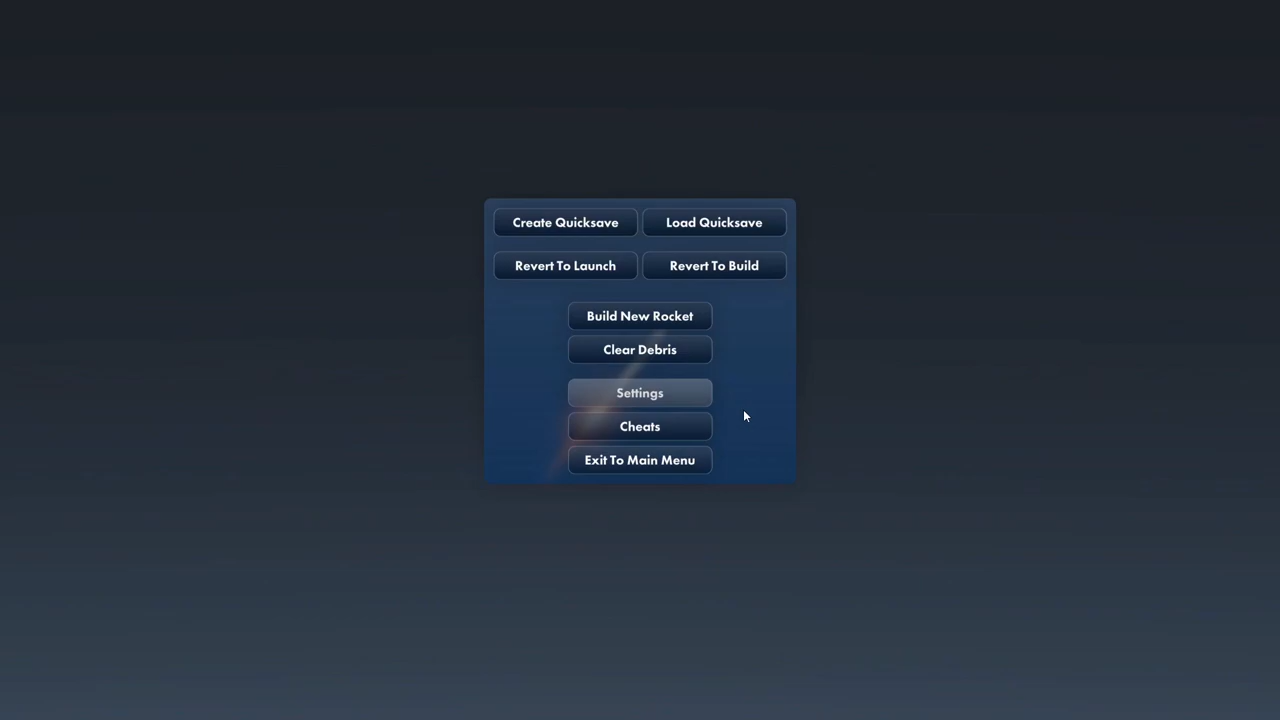 Create Quicksave Load Quicksave
Revert To Launch Revert To Build
Build New Rocket
Clear Debris
Settings
Cheats
Exit To Main Menu